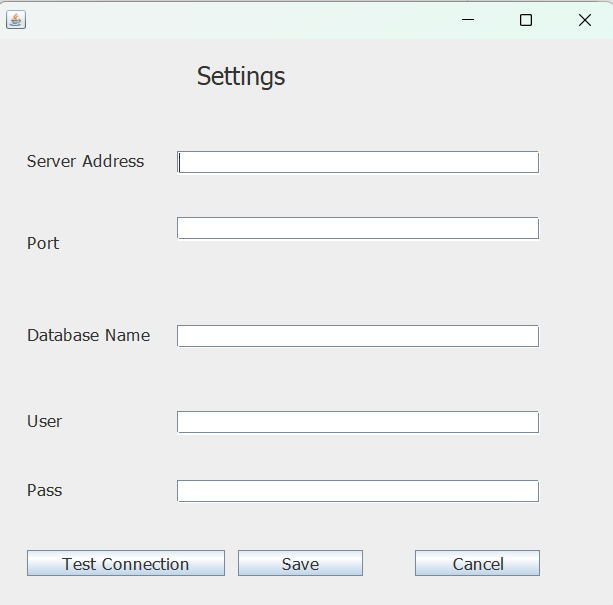 Settings
Server Address
Port
Database Name
User
Pass
Test Connection Save Cancel